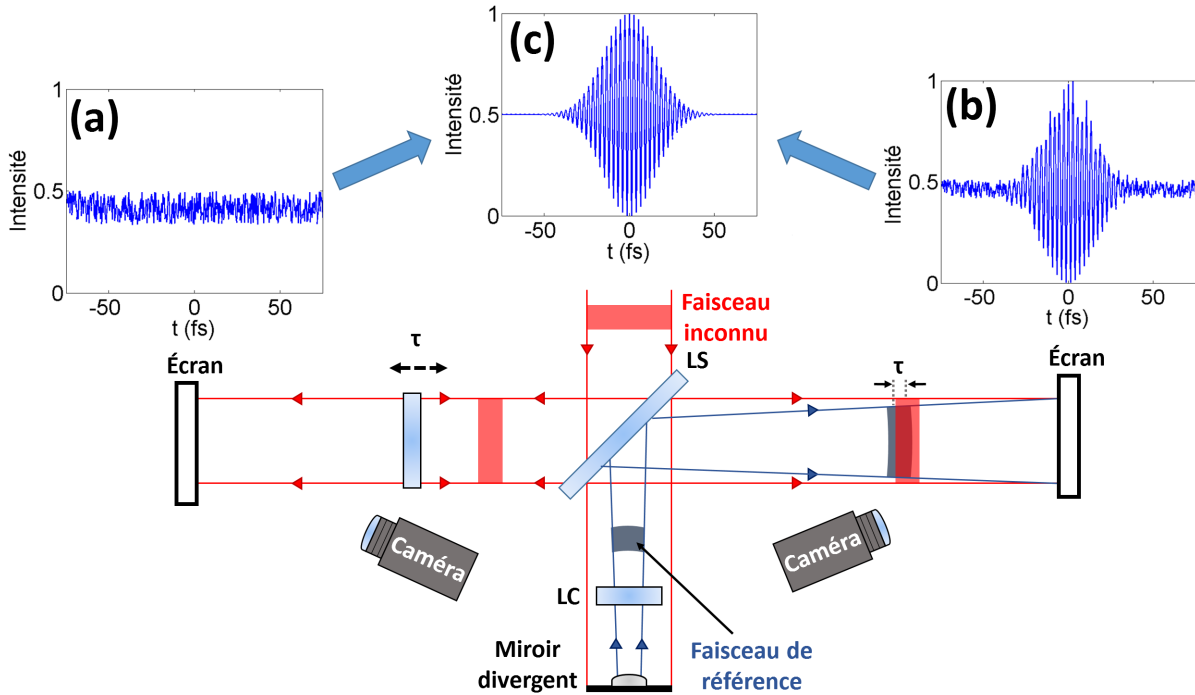 (a)
Intensité
1
0.5
0
-50
0
50
t (fs)
(c)
Intensité
1
0.5
0
-50
0
50
t (fs)
(b)
Intensité
1
0.5
0
-50
0
50
t (fs)
Faisceau
inconnu
LS
τ
Écran
τ
Écran
Caméra
Caméra
LC
Miroir
divergent
Faisceau de
référence